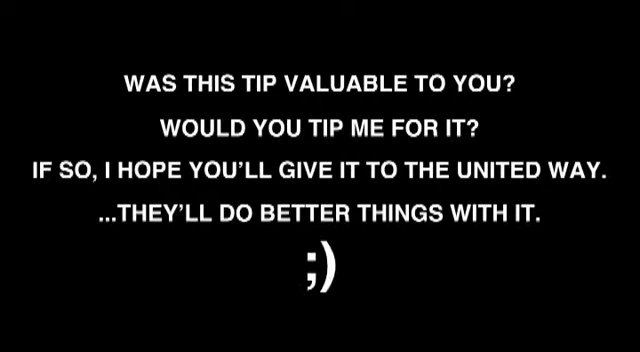 WAS THIS TIP VALUABLE TO YOU?
WOULD YOU TIP ME FOR IT?
IF SO, I HOPE YOU'LL GIVE IT TO THE UNITED WAY.
...THEY'LL DO BETTER THINGS WITH IT.
;)